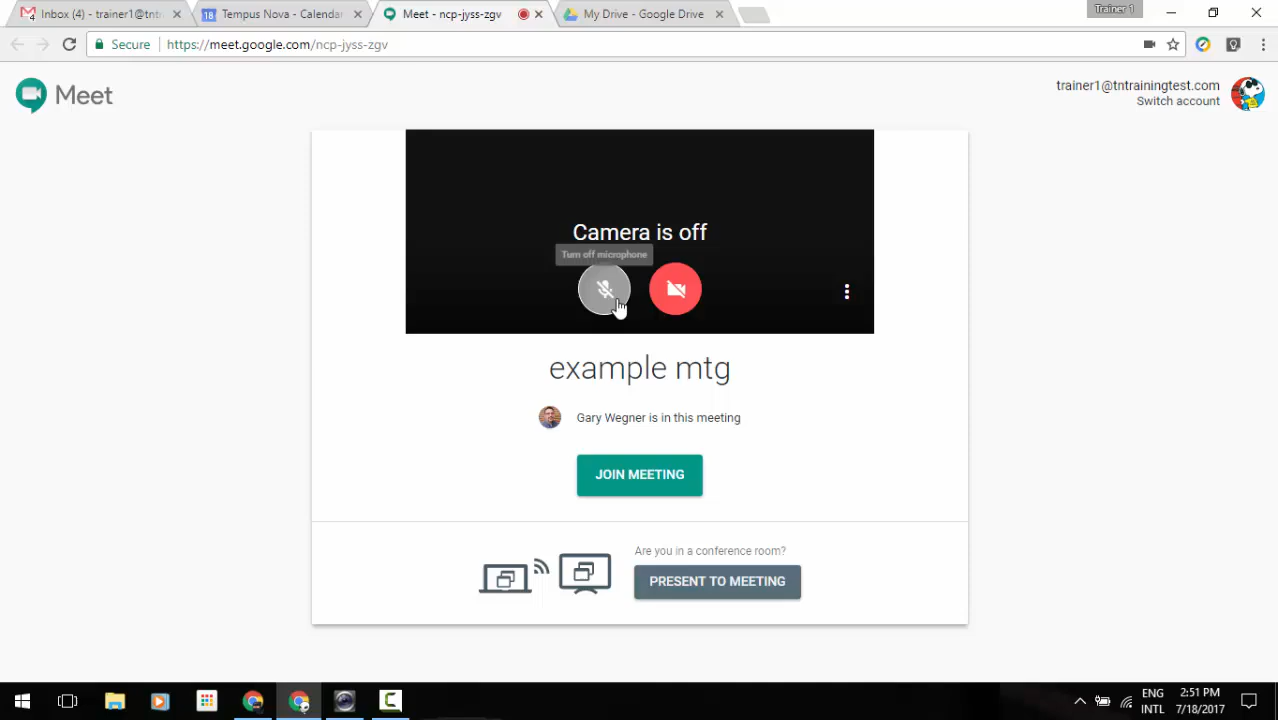 Inbox (4) - trainer1@tntr
Tempus Nova - Calenda
Meet - ncp-jyss-zgv
My Drive - Google Drive
Trainer 1
Secure
https://meet.google.com/ncp-jyss-zgv
Meet
trainer1@tntrainingtest.com
Switch account
18
Camera is off
Turn off microphone
example mtg
Gary Wegner is in this meeting
JOIN MEETING
Are you in a conference room?
PRESENT TO MEETING
ENG
INTL
2:51 PM
7/18/2017